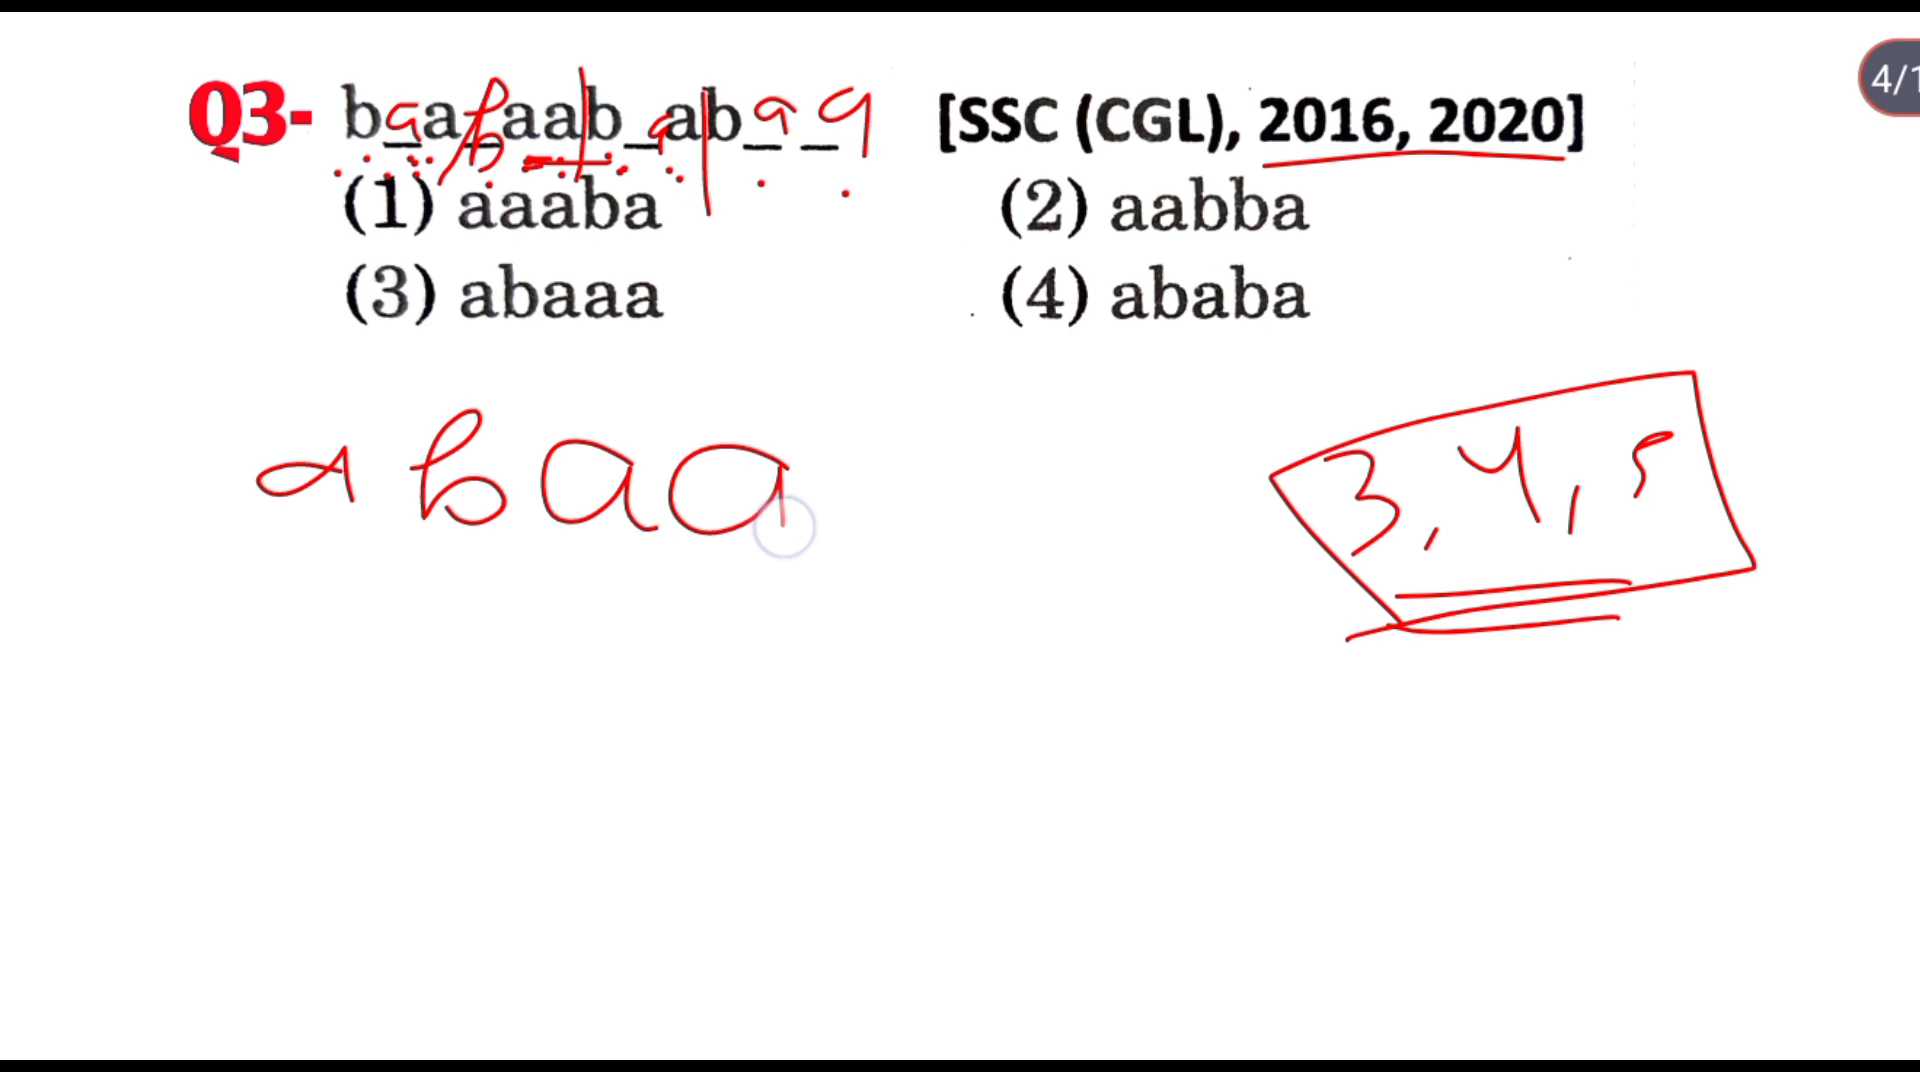 Q3- b_a_aab_ab_ _ [SSC (CGL), 2016, 2020]
a b a a a
(1) aaaba (2) aabba
(3) abaaa (4) ababa
a b a a
3, 4, 5
4/1